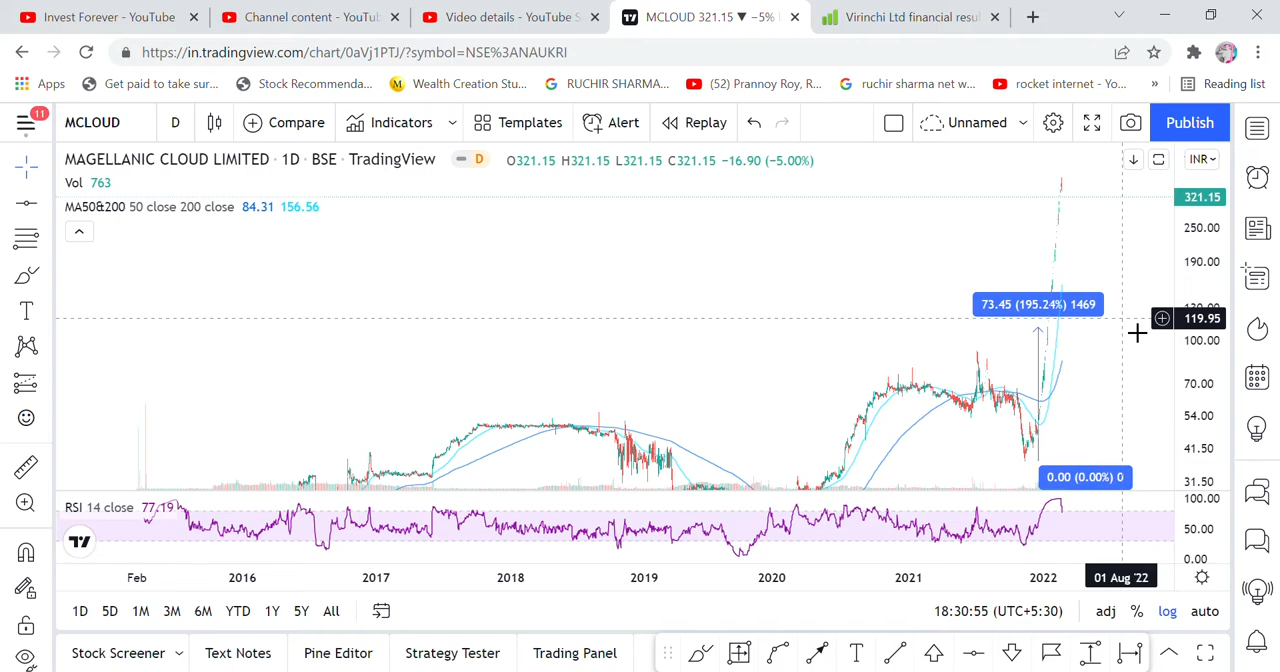 Invest Forever - YouTube
Channel content - YouTub
Video details - YouTube S
MCLOUD 321.15 ▼ −5%
Virinchi Ltd financial resul
https://in.tradingview.com/chart/0aVj1PTJ/?symbol=NSE%3ANAUKRI
Apps
Get paid to take sur...
Stock Recommenda...
Wealth Creation Stu...
RUCHIR SHARMA...
(52) Prannoy Roy, R...
ruchir sharma net w...
rocket internet - Yo...
»
Reading list
11
MCLOUD
D
Compare
Indicators
Templates
Alert
Replay
Unnamed
Publish
MAGELLANIC CLOUD LIMITED · 1D · BSE · TradingView
D
O321.15 H321.15 L321.15 C321.15 −16.90 (−5.00%)
INR
Vol 763
MA50&200 50 close 200 close 84.31 156.56
321.15
250.00
190.00
130.00
73.45 (195.24%) 1469
119.95
100.00
70.00
54.00
41.50
0.00 (0.00%) 0
31.50
RSI 14 close 77.19
100.00
50.00
0.00
Feb
2016
2017
2018
2019
2020
2021
2022
01 Aug '22
1D
5D
1M
3M
6M
YTD
1Y
5Y
All
18:30:55 (UTC+5:30)
adj
%
log
auto
Stock Screener
Text Notes
Pine Editor
Strategy Tester
Trading Panel